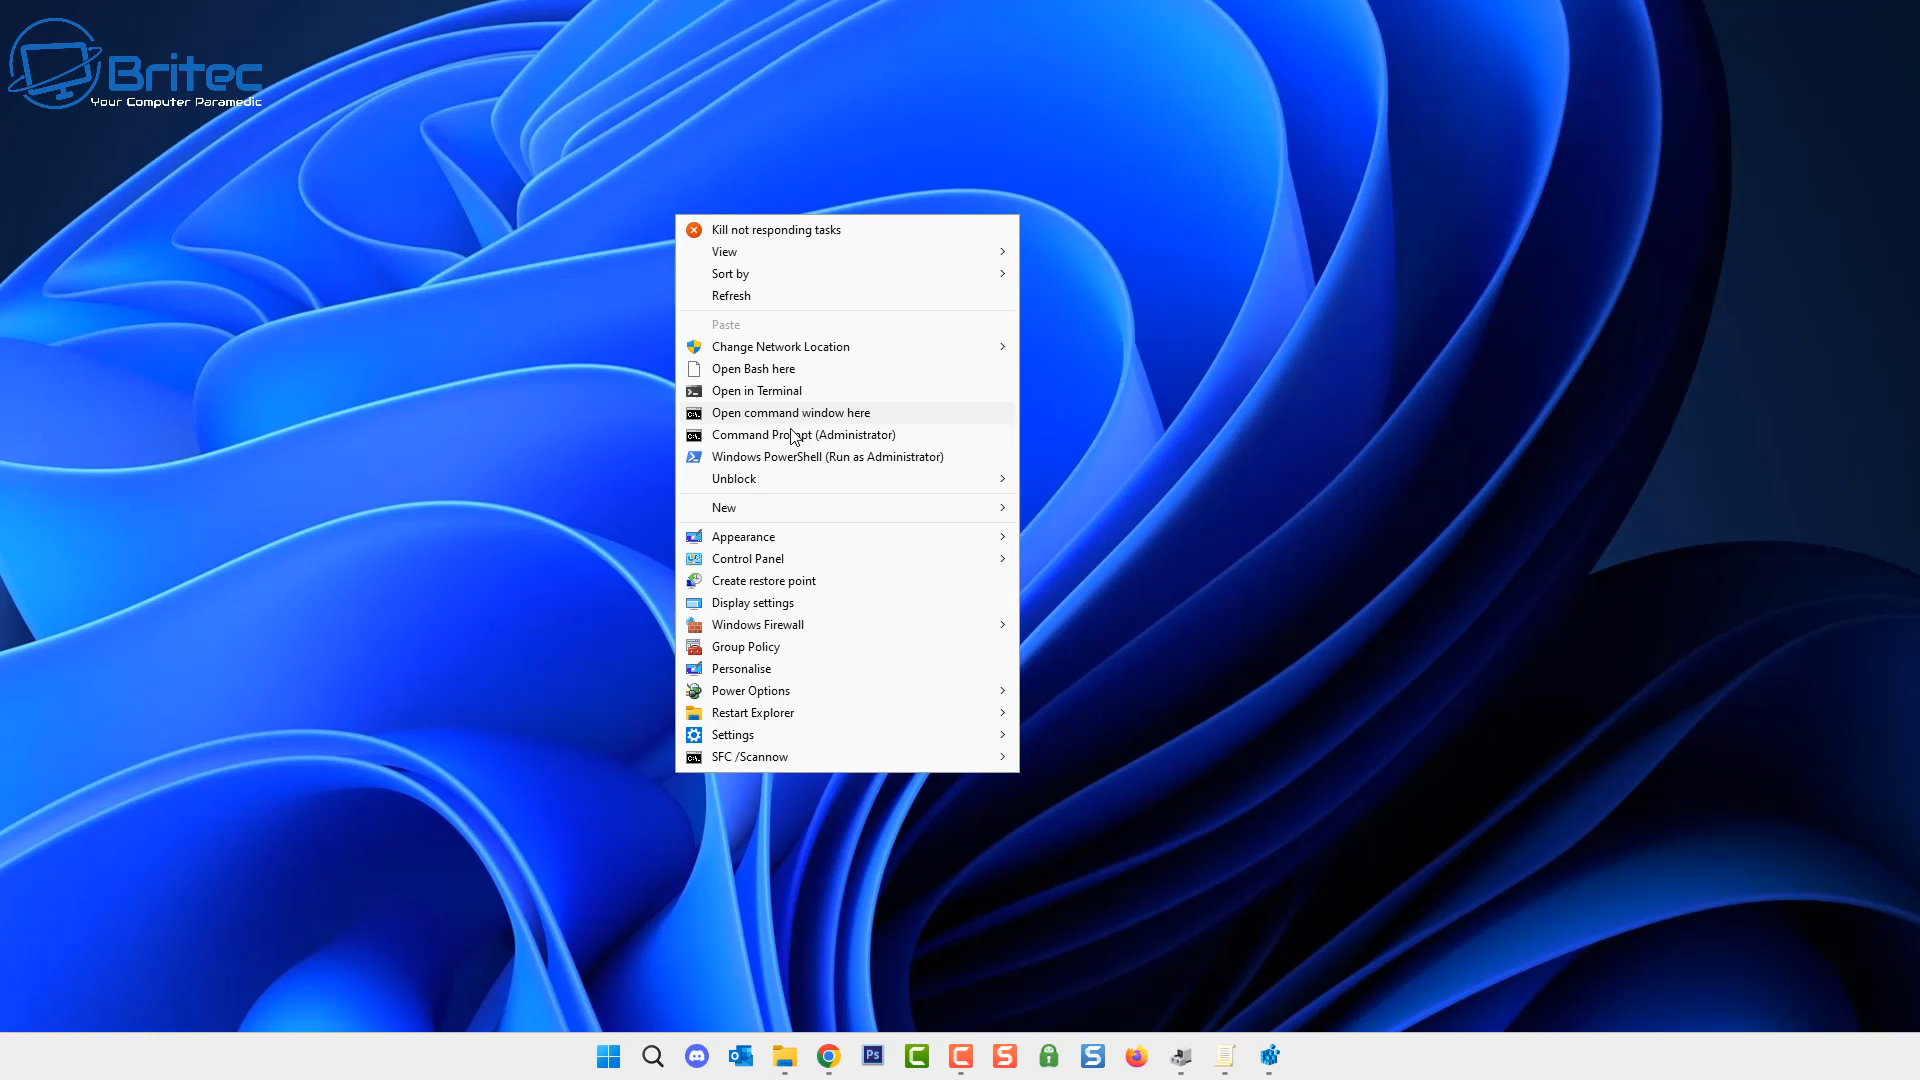 Britec
Your Computer Paramedic
Kill not responding tasks
View
Sort by
Refresh
Paste
Change Network Location
Open Bash here
Open in Terminal
Open command window here
Command Prompt (Administrator)
Windows PowerShell (Run as Administrator)
Unblock
New
Appearance
Control Panel
Create restore point
Display settings
Windows Firewall
Group Policy
Personalise
Power Options
Restart Explorer
Settings
SFC /Scannow
Ps